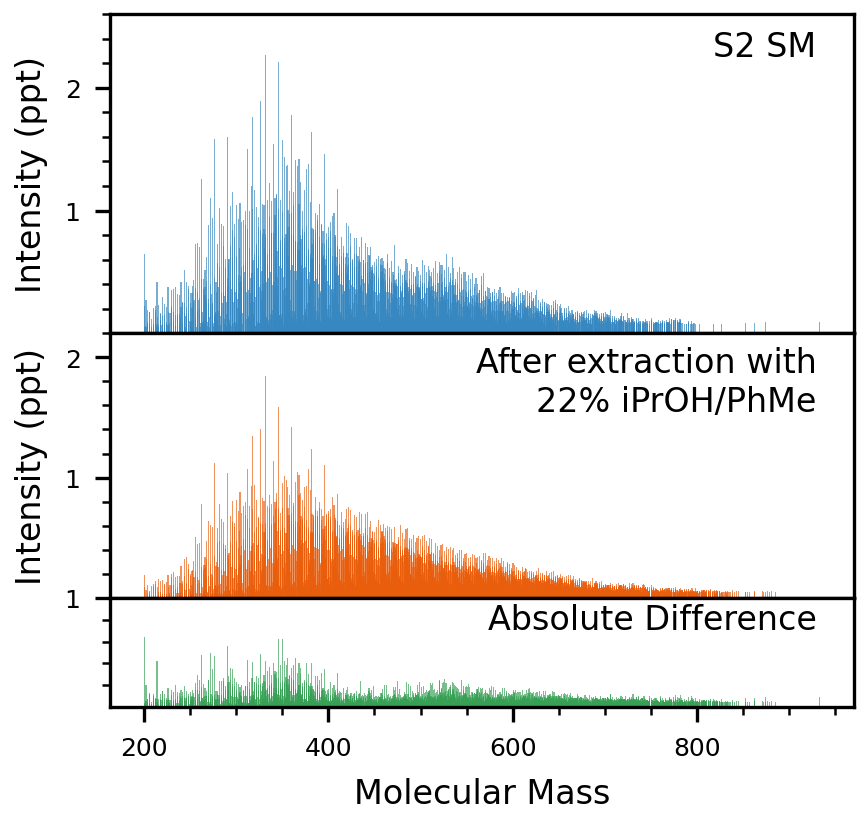 S2 SM
Intensity (ppt)
2
1
After extraction with
22% iPrOH/PhMe
Intensity (ppt)
2
1
Absolute Difference
1
200 400 600 800
Molecular Mass